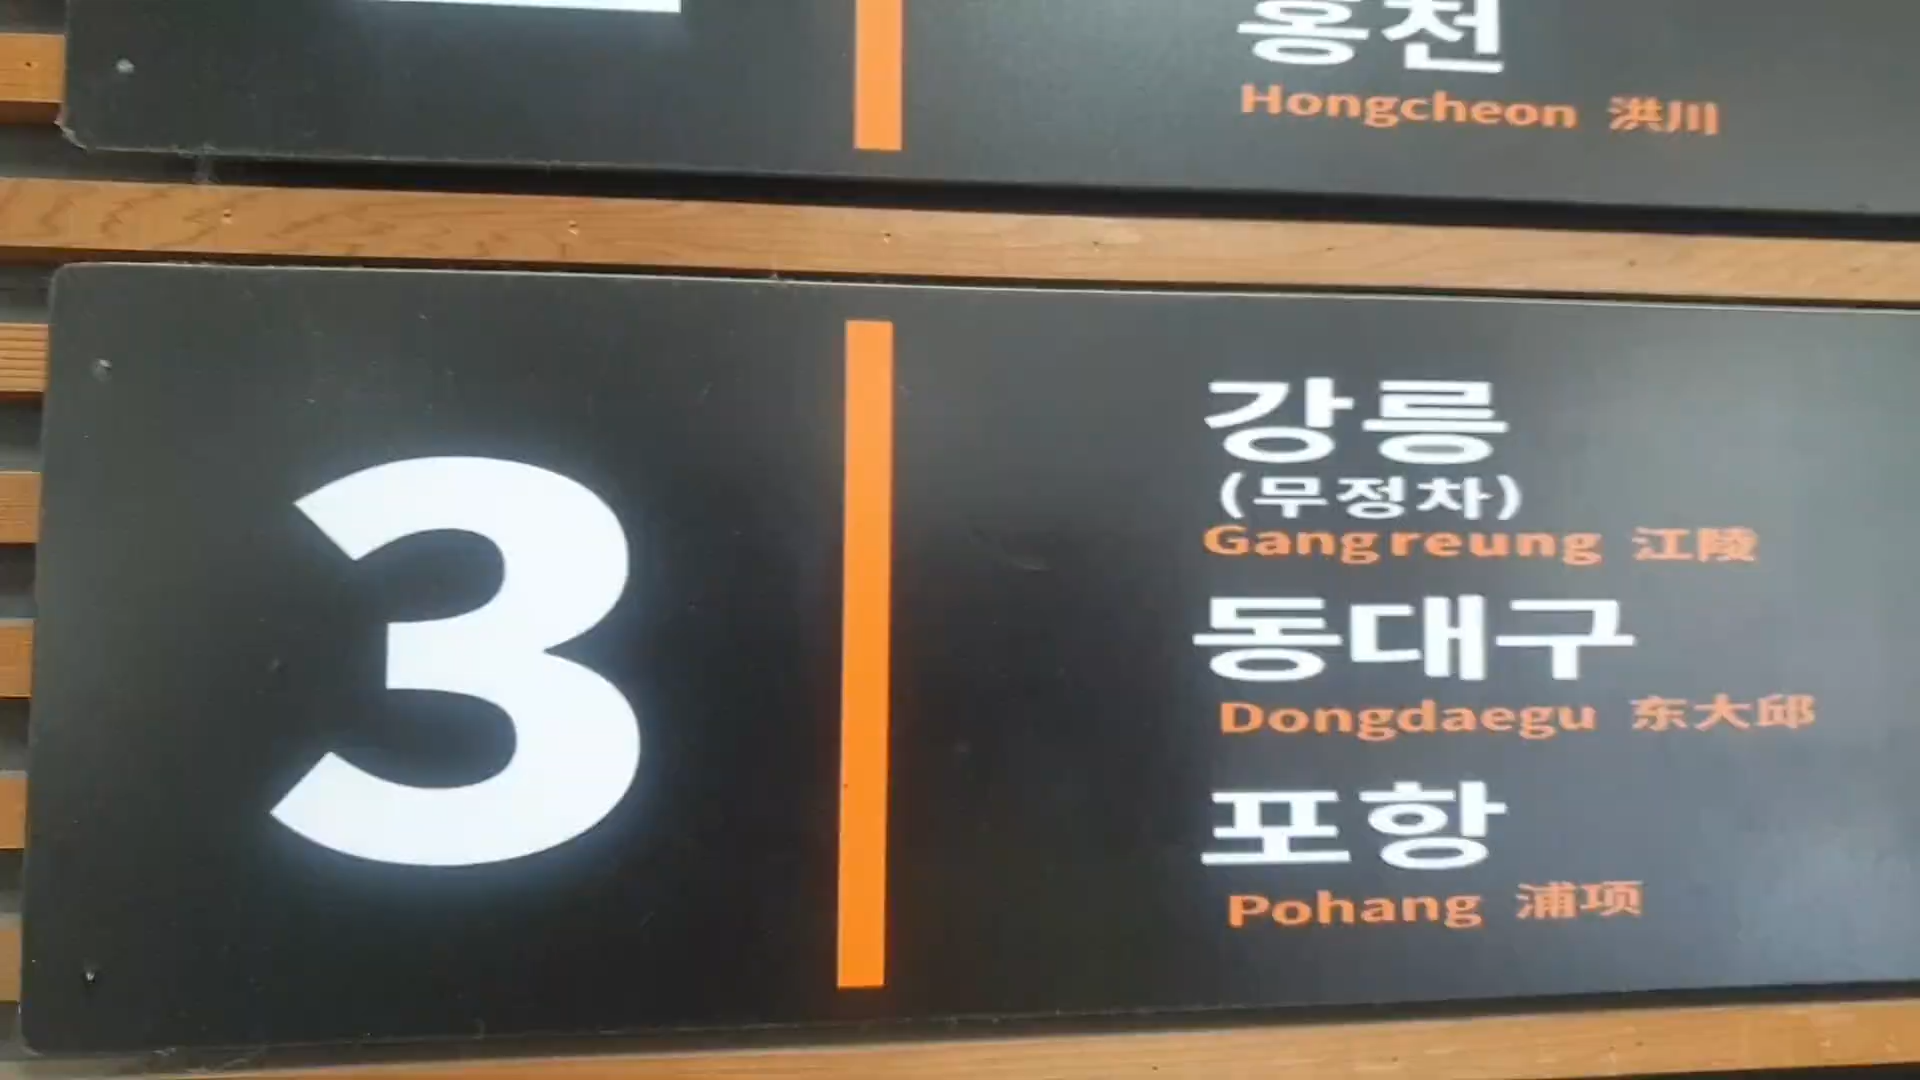 홍천
Hongcheon 洪川
3
강릉
(무정차)
Gangreung 江陵
동대구
Dongdaegu 东大邱
포항
Pohang 浦项